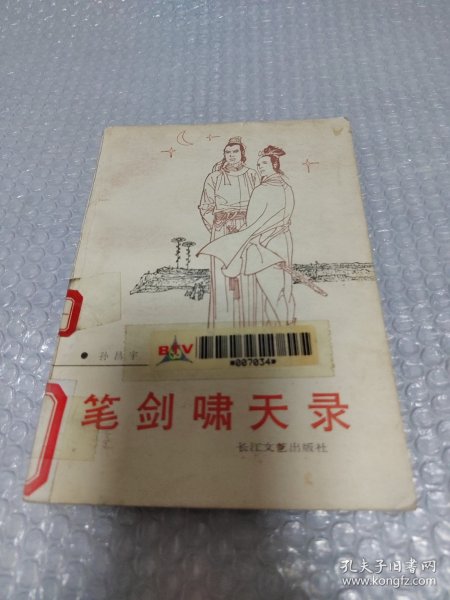 孙昌宇
BTV
*007034*
笔剑啸天录
长江文艺出版社
孔夫子旧书网
www.kongfz.com